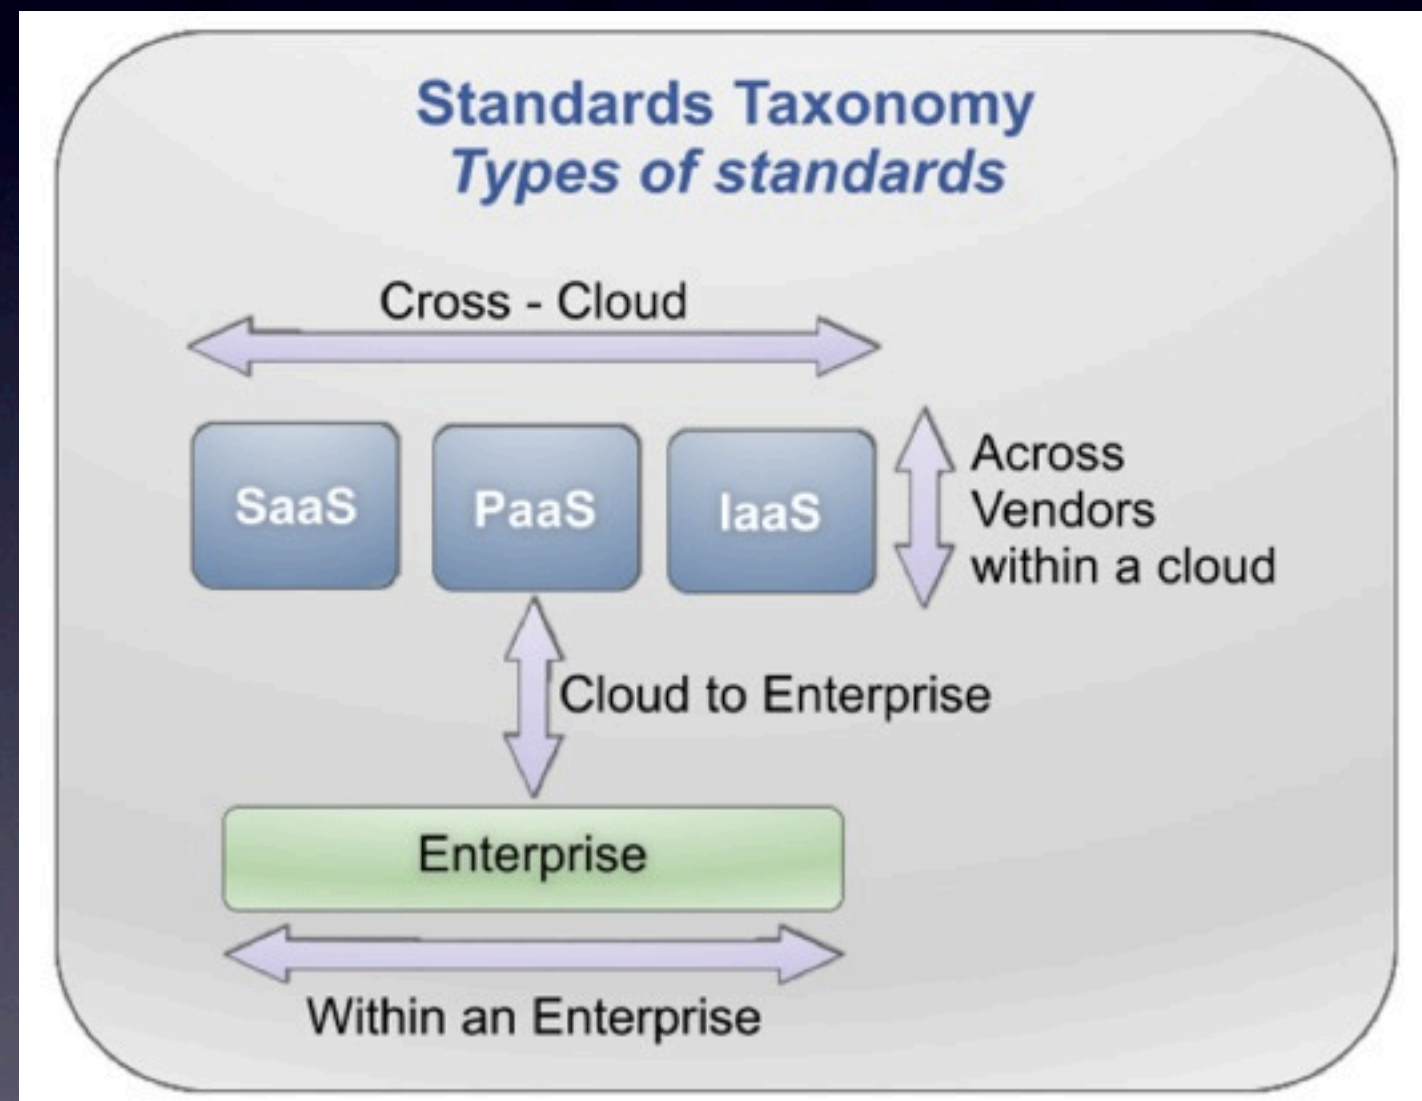 Standards Taxonomy
Types of standards
Cross - Cloud
SaaS
PaaS
IaaS
Across
Vendors
within a cloud
Cloud to Enterprise
Enterprise
Within an Enterprise